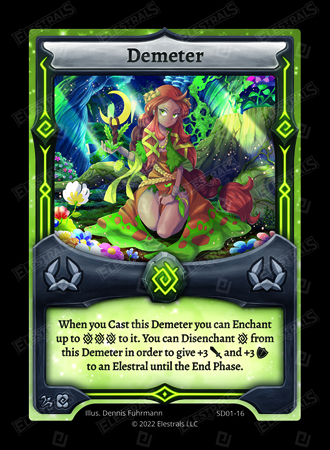 Demeter
When you Cast this Demeter you can Enchant
up to to it. You can Disenchant from
this Demeter in order to give +3 and +3
to an Elestral until the End Phase.
Illus. Dennis Fuhrmann SD01-16
© 2022 Elestrals LLC
ELESTRALS